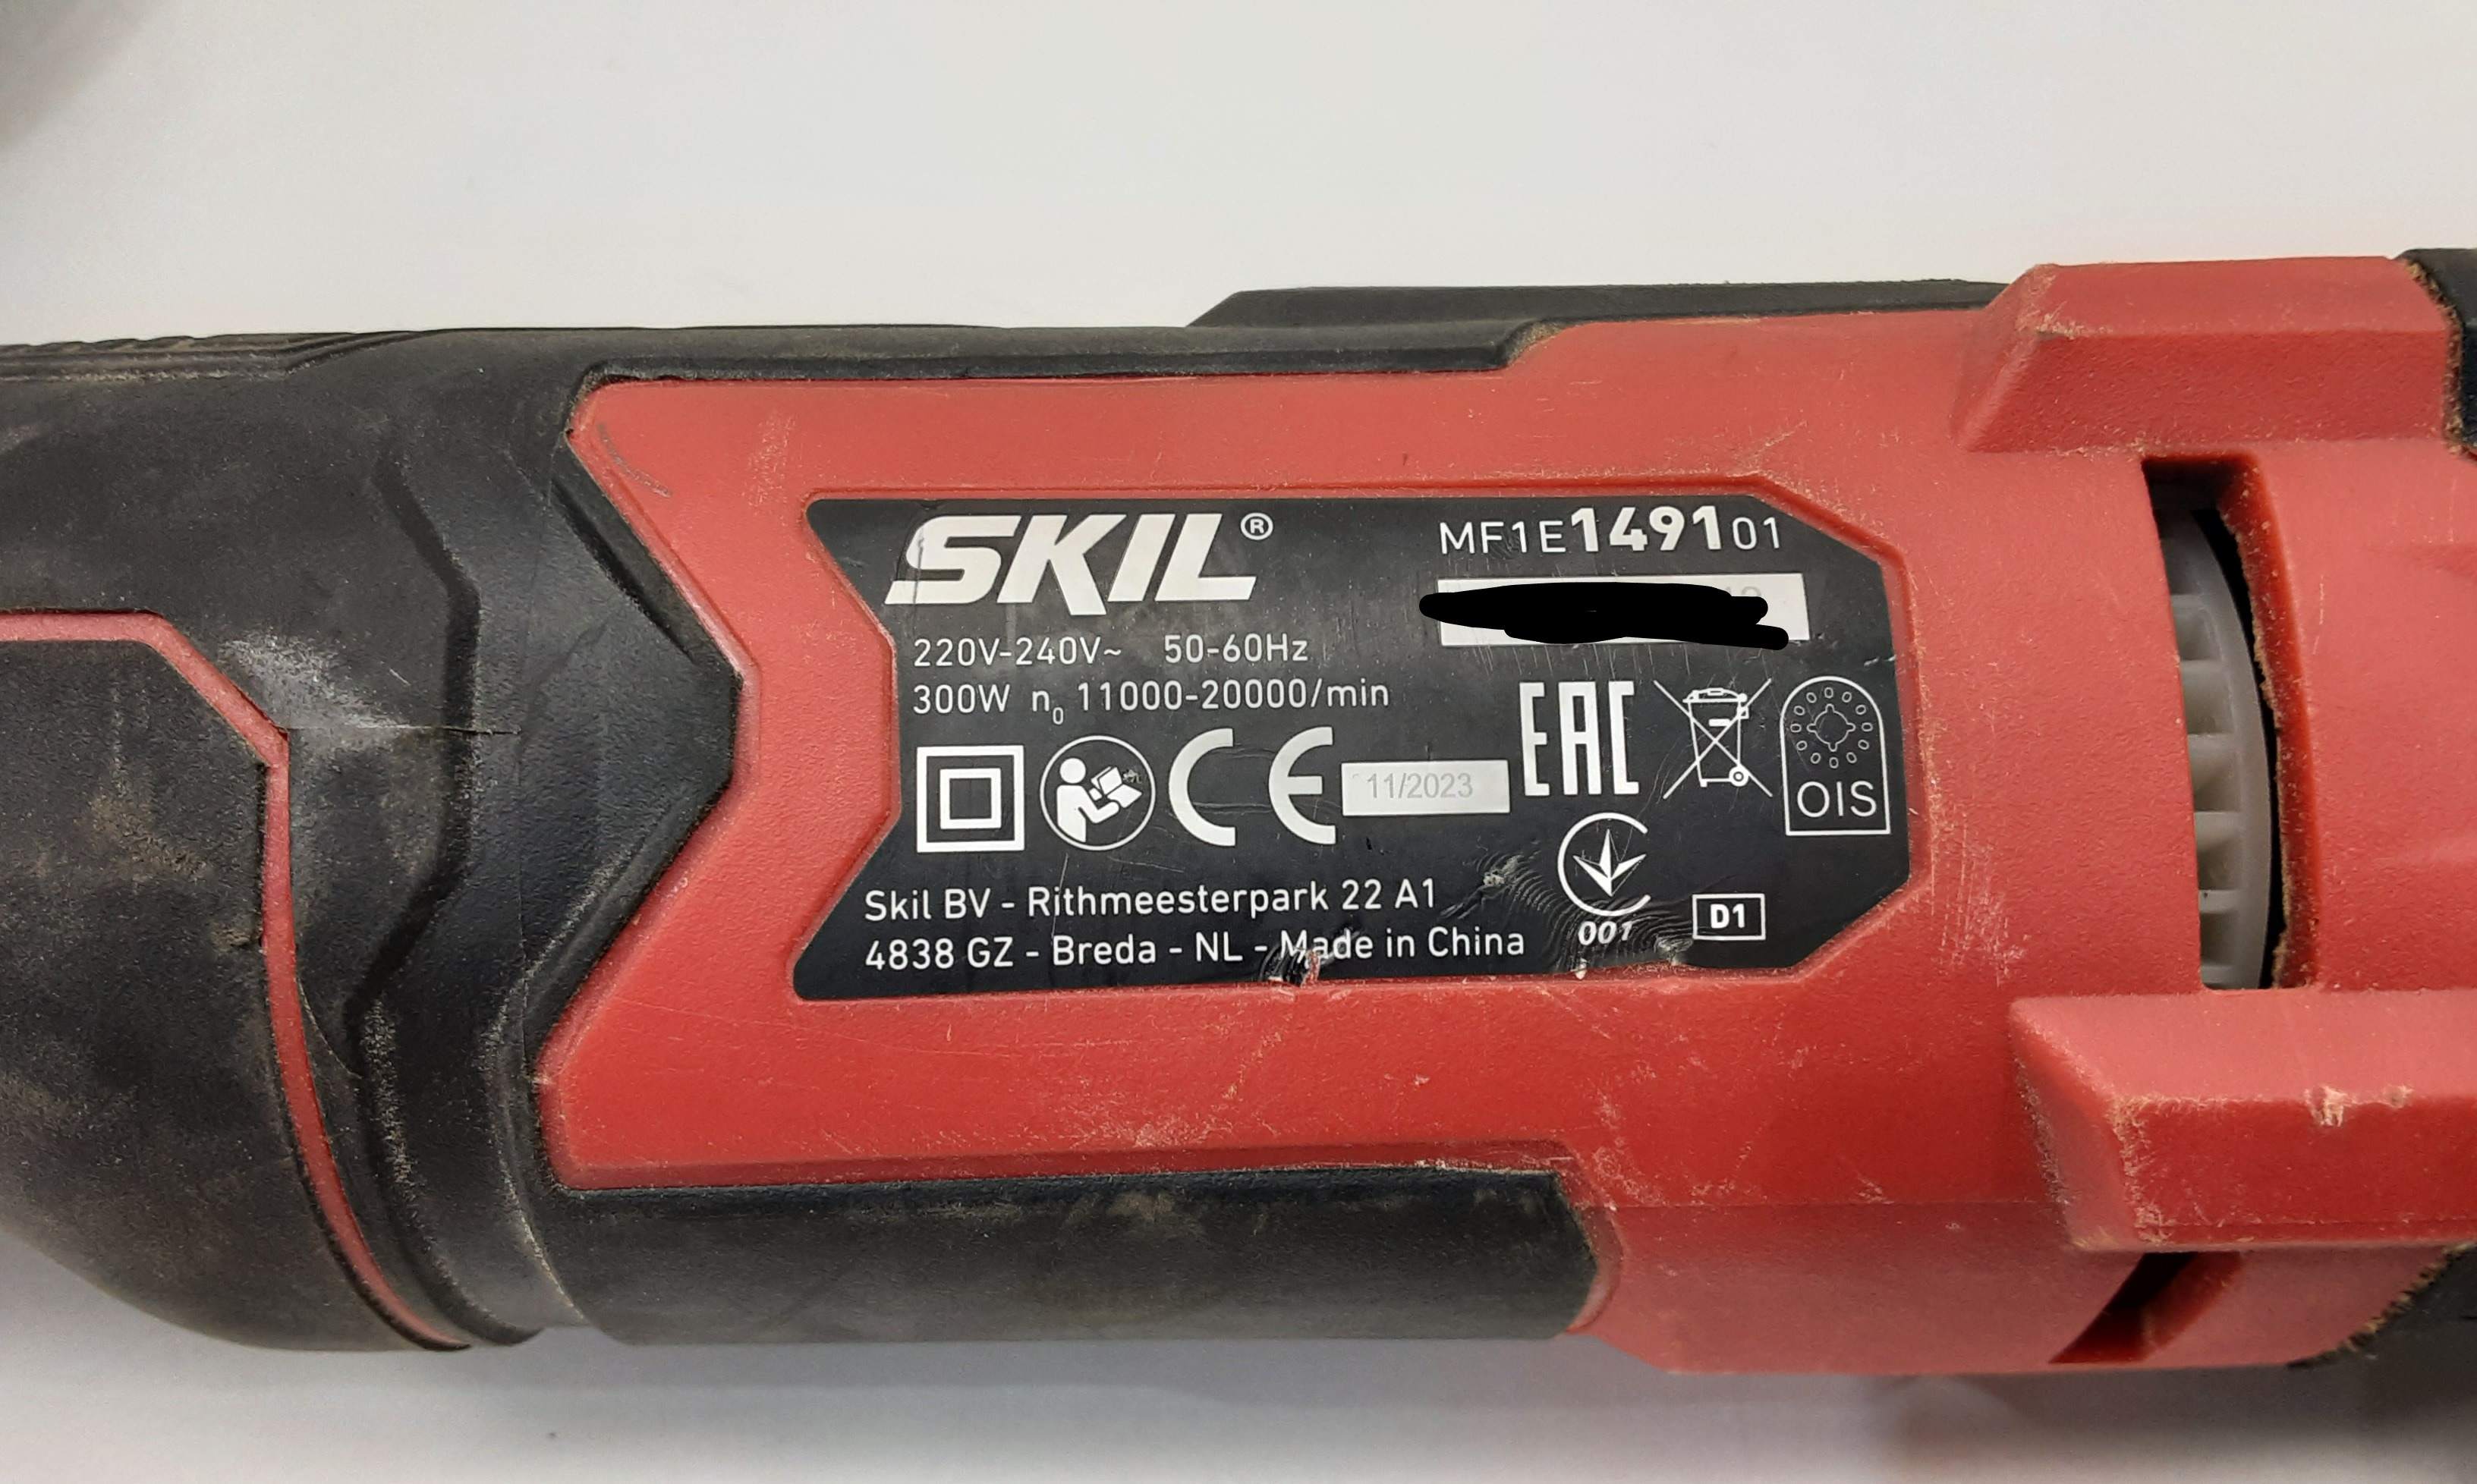 SKIL®
MF1E149101
220V-240V~ 50-60Hz
300W n₀ 11000-20000/min
CE
11/2023
EAC
OIS
001
D1
Skil BV - Rithmeesterpark 22 A1
4838 GZ - Breda - NL - Made in China